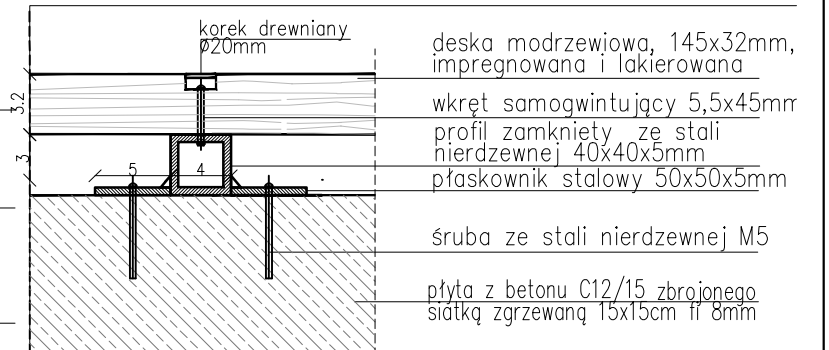 korek drewniany
ø20mm
deska modrzewiowa, 145x32mm,
impregnowana i lakierowana
3.2
wkręt samogwintujący 5,5x45mm
profil zamkniety ze stali
nierdzewnej 40x40x5mm
3
5
4
płaskownik stalowy 50x50x5mm
śruba ze stali nierdzewnej M5
płyta z betonu C12/15 zbrojonego
siatką zgrzewaną 15x15cm fi 8mm